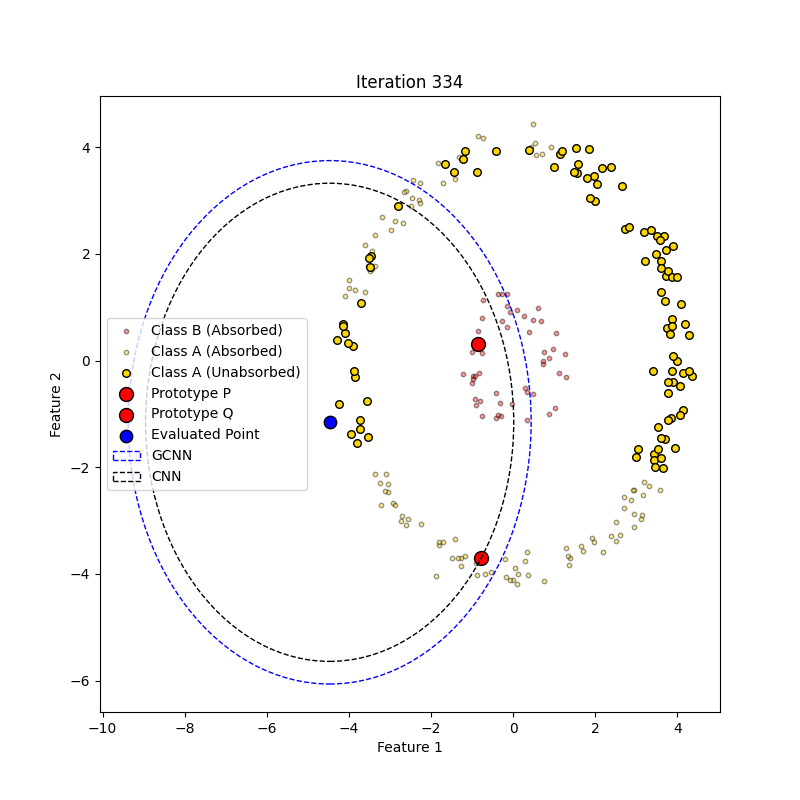 Iteration 334
4
2
0
−2
−4
−6
Feature 2
Class B (Absorbed)
Class A (Absorbed)
Class A (Unabsorbed)
Prototype P
Prototype Q
Evaluated Point
GCNN
CNN
−10 −8 −6 −4 −2 0 2 4
Feature 1